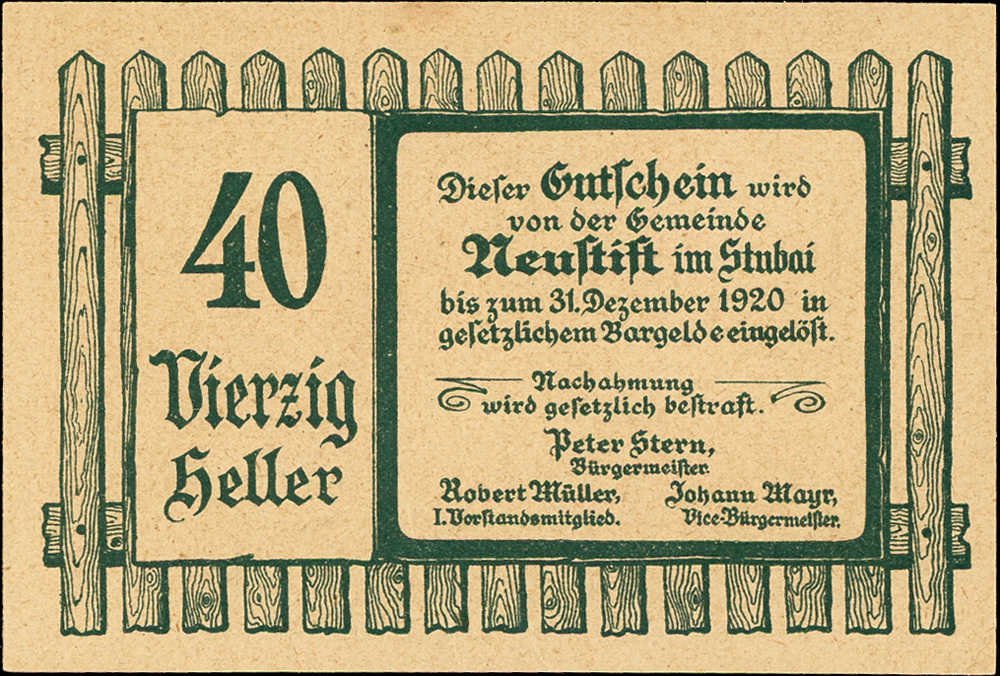 40
Vierzig
Heller
Dieser Gutschein wird
von der Gemeinde
Neustift im Stubai
bis zum 31. Dezember 1920 in
gesetzlichem Bargelde eingelöst.
Nachahmung
wird gesetzlich bestraft.
Peter Stern,
Bürgermeister.
Robert Müller,
I. Vorstandsmitglied.
Johann Mayr,
Vice-Bürgermeister.